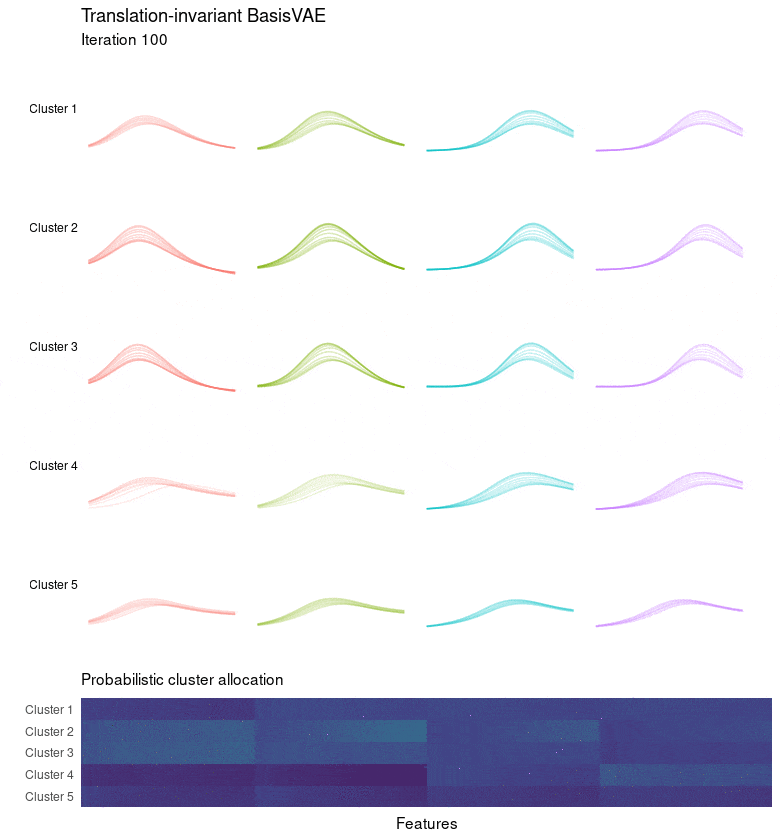 Translation-invariant BasisVAE
Iteration 100
Cluster 1
Cluster 2
Cluster 3
Cluster 4
Cluster 5
Probabilistic cluster allocation
Cluster 1
Cluster 2
Cluster 3
Cluster 4
Cluster 5
Features